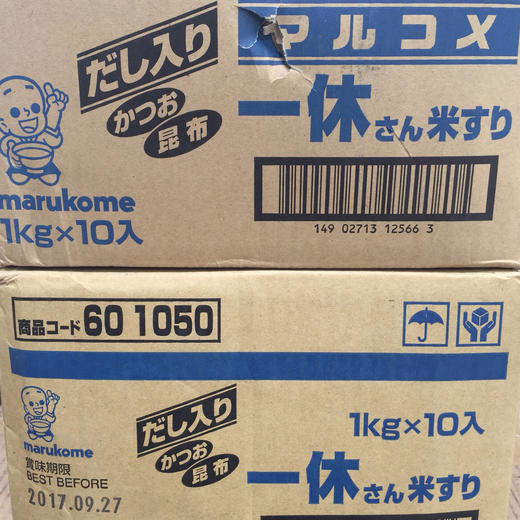 マルコメ
だし入り
かつお
昆布
一休さん 米すり
marukome
1kg×10入
149 02713 12566 3
商品コード 60 1050
marukome
だし入り
かつお
昆布
1kg×10入
賞味期限
BEST BEFORE
2017.09.27
一休さん 米すり